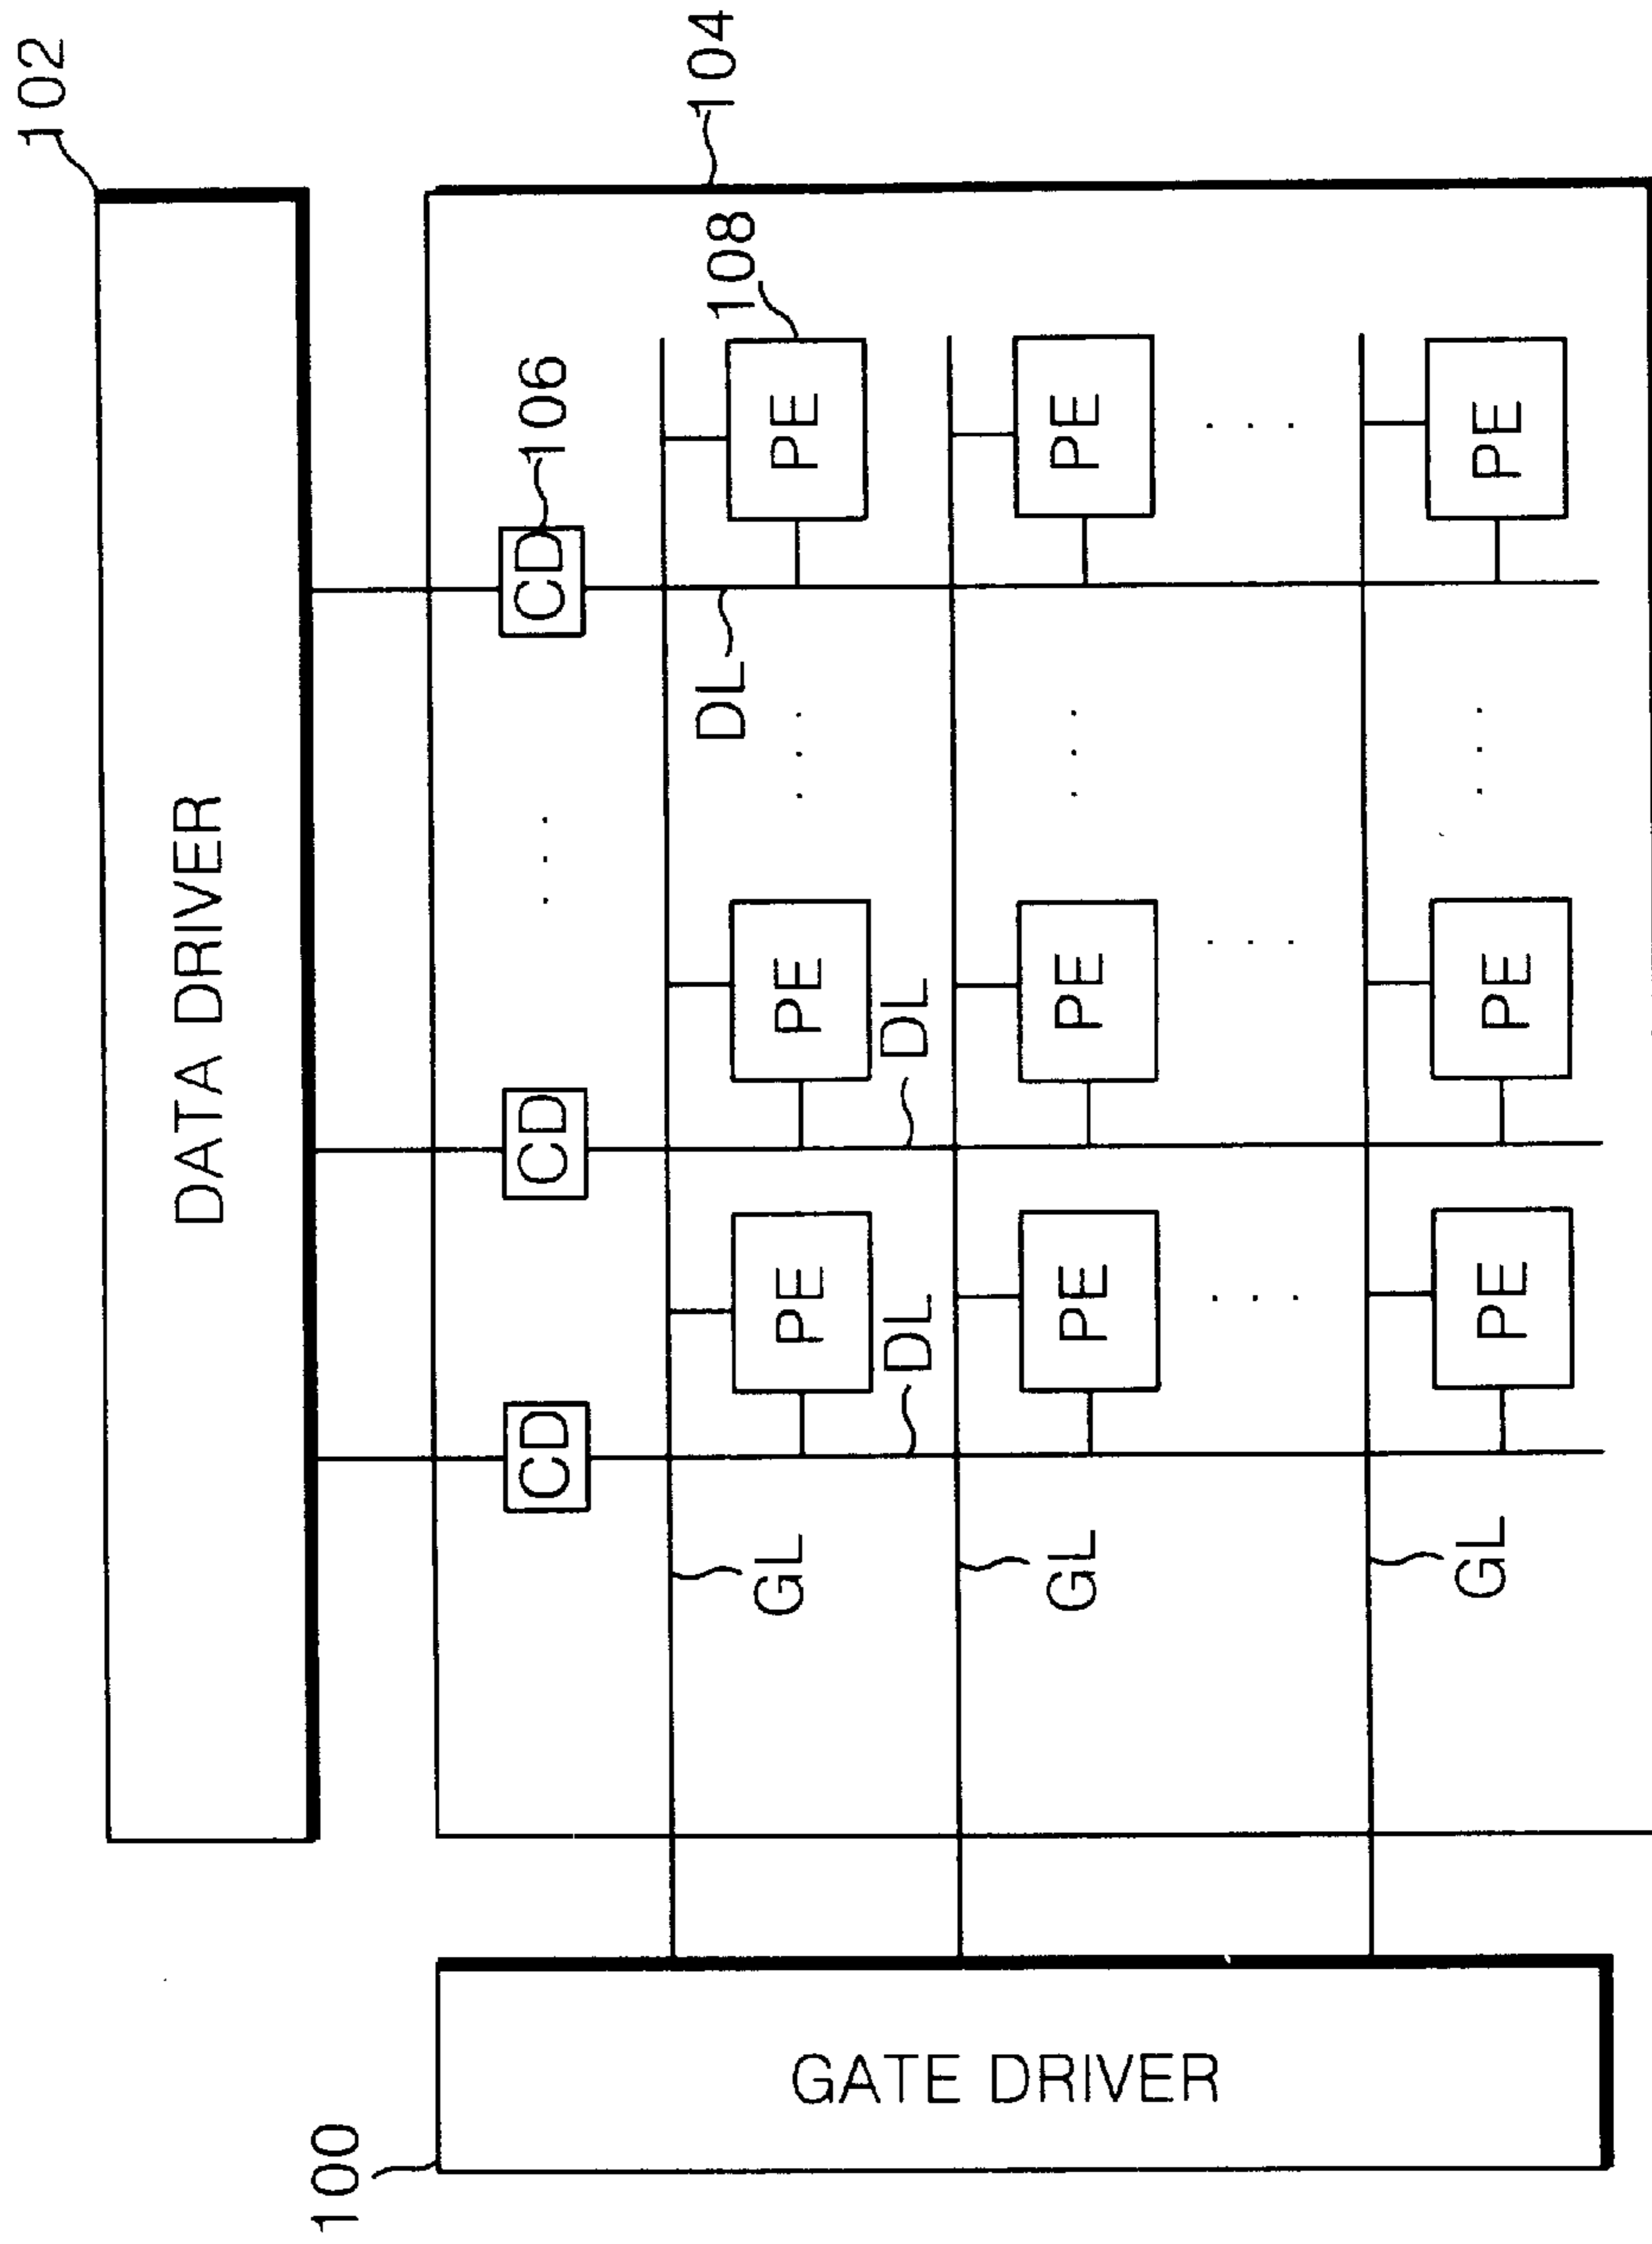 102
DATA DRIVER
100
CD
CD
CD
106
104
DL
108
GL
PE
PE
PE
DL
DL
GATE DRIVER
GL
PE
PE
PE
GL
PE
PE
PE